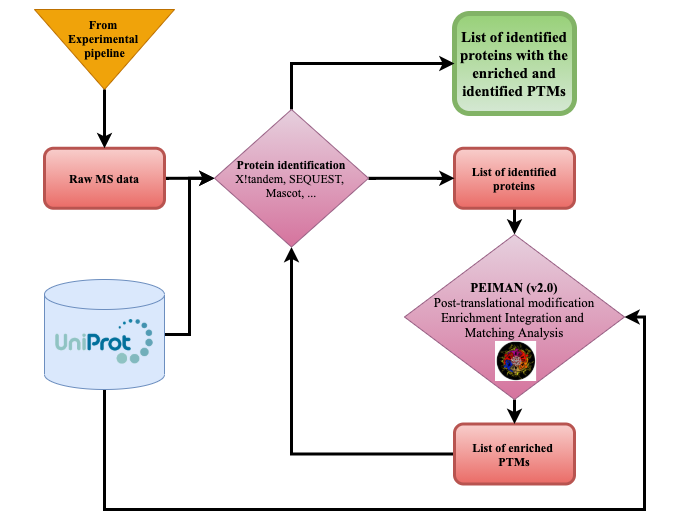 From
Experimental
pipeline
List of identified
proteins with the
enriched and
identified PTMs
Raw MS data
Protein identification
X!tandem, SEQUEST,
Mascot, ...
List of identified
proteins
UniProt
PEIMAN (v2.0)
Post-translational modification
Enrichment Integration and
Matching Analysis
List of enriched
PTMs